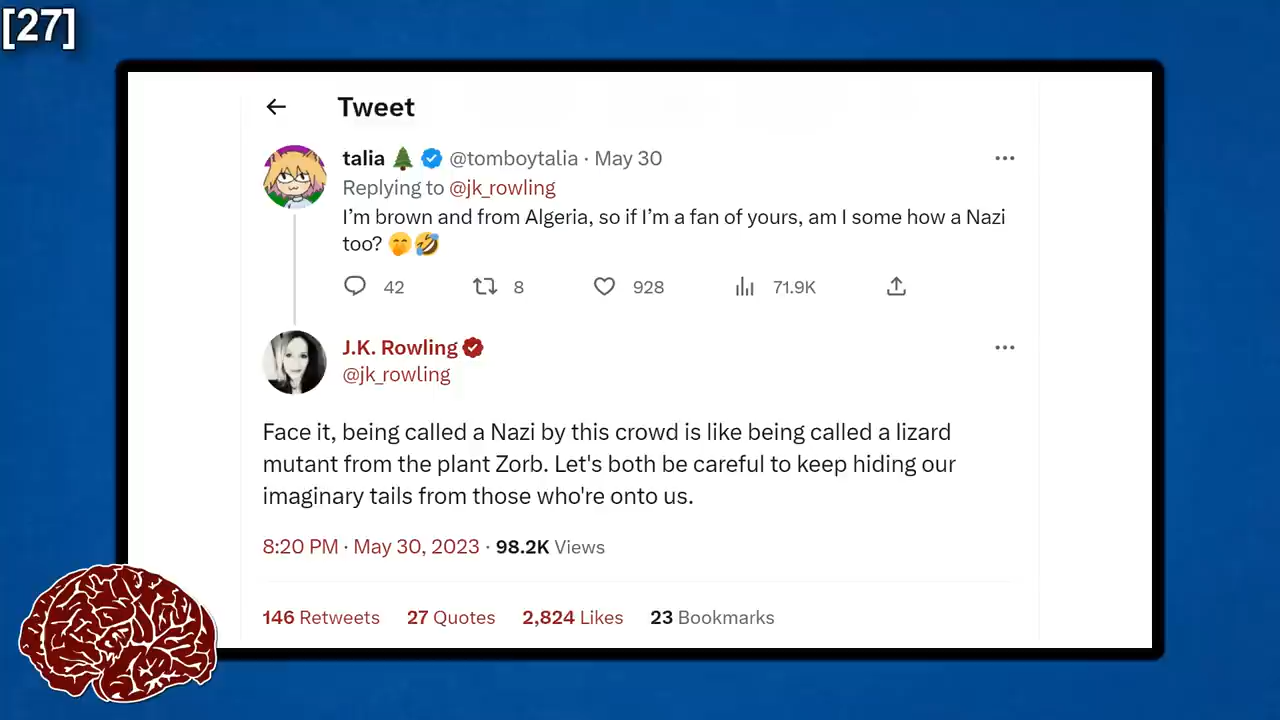 [27]
Tweet
talia 🌲 @tomboytalia · May 30
Replying to @jk_rowling
I'm brown and from Algeria, so if I'm a fan of yours, am I some how a Nazi
too? 🤭🤣
42 8 928 71.9K
J.K. Rowling
@jk_rowling
Face it, being called a Nazi by this crowd is like being called a lizard
mutant from the plant Zorb. Let's both be careful to keep hiding our
imaginary tails from those who're onto us.
8:20 PM · May 30, 2023 · 98.2K Views
146 Retweets 27 Quotes 2,824 Likes 23 Bookmarks